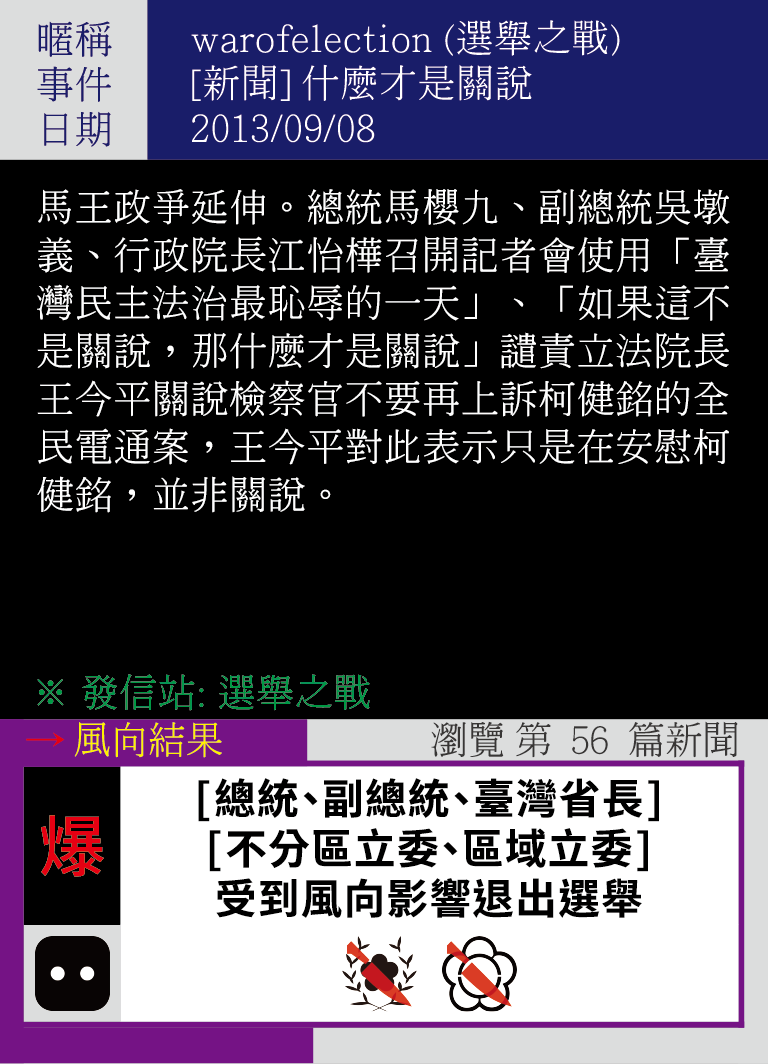 暱稱 warofelection (選舉之戰)
事件 [新聞] 什麼才是關說
日期 2013/09/08
馬王政爭延伸。總統馬櫻九、副總統吳墩
義、行政院長江怡樺召開記者會使用「臺
灣民主法治最恥辱的一天」、「如果這不
是關說，那什麼才是關說」譴責立法院長
王今平關說檢察官不要再上訴柯健銘的全
民電通案，王今平對此表示只是在安慰柯
健銘，並非關說。
※ 發信站: 選舉之戰
→ 風向結果 瀏覽 第 56 篇新聞
爆
[總統、副總統、臺灣省長]
[不分區立委、區域立委]
受到風向影響退出選舉